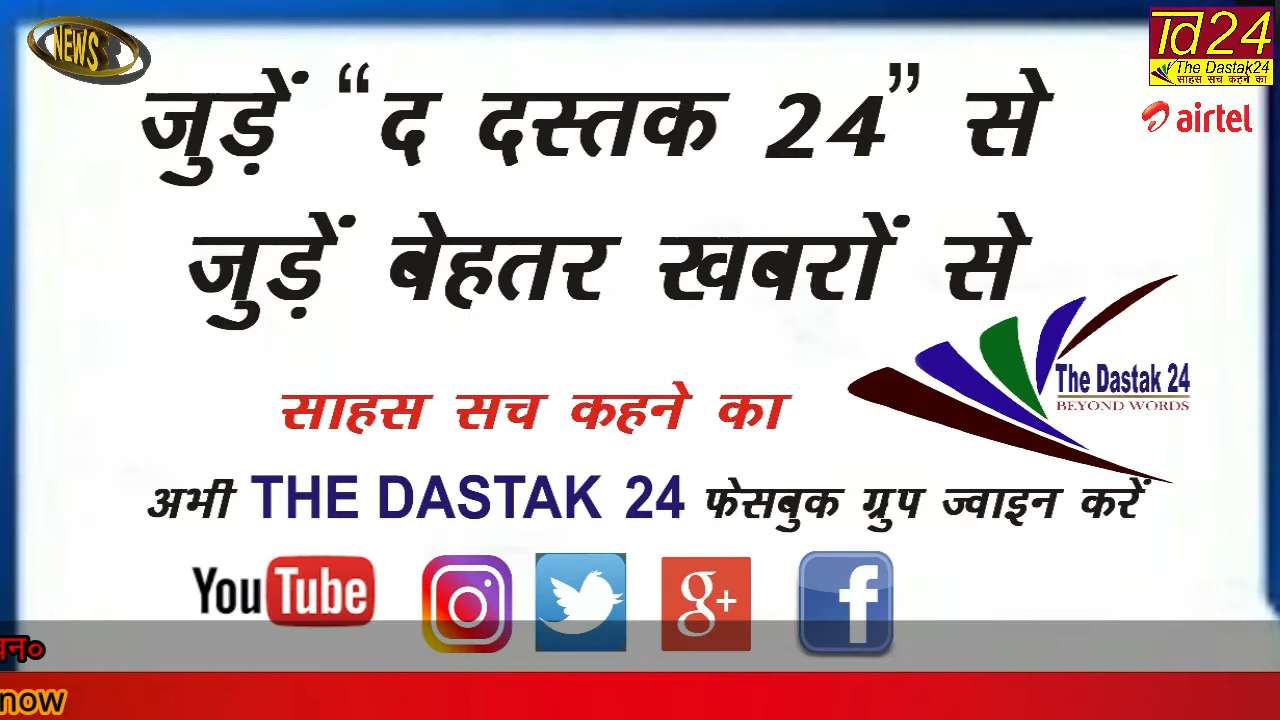 NEWS
Td24
The Dastak24
साहस सच कहने का
airtel
जुड़ें “द दस्तक 24” से
जुड़ें बेहतर खबरों से
The Dastak 24
BEYOND WORDS
साहस सच कहने का
अभी THE DASTAK 24 फेसबुक ग्रुप ज्वाइन करें
YouTube
g+
f
now